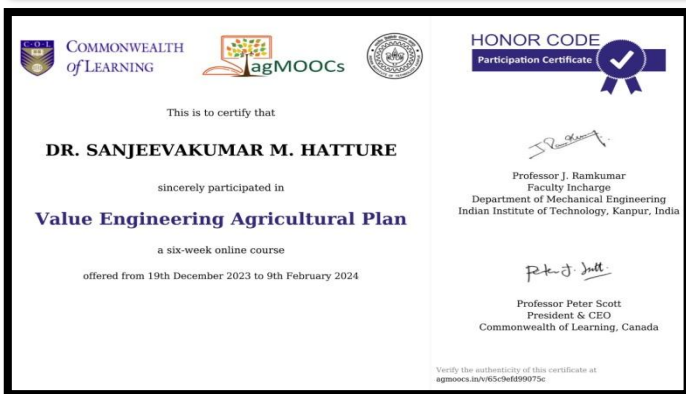 C·O·L
COMMONWEALTH
of LEARNING
agMOOCs
This is to certify that
DR. SANJEEVAKUMAR M. HATTURE
sincerely participated in
Value Engineering Agricultural Plan
a six-week online course
offered from 19th December 2023 to 9th February 2024
HONOR CODE
Participation Certificate
Professor J. Ramkumar
Faculty Incharge
Department of Mechanical Engineering
Indian Institute of Technology, Kanpur, India
Professor Peter Scott
President & CEO
Commonwealth of Learning, Canada
Verify the authenticity of this certificate at
agmoocs.in/v/65c9efd99075c